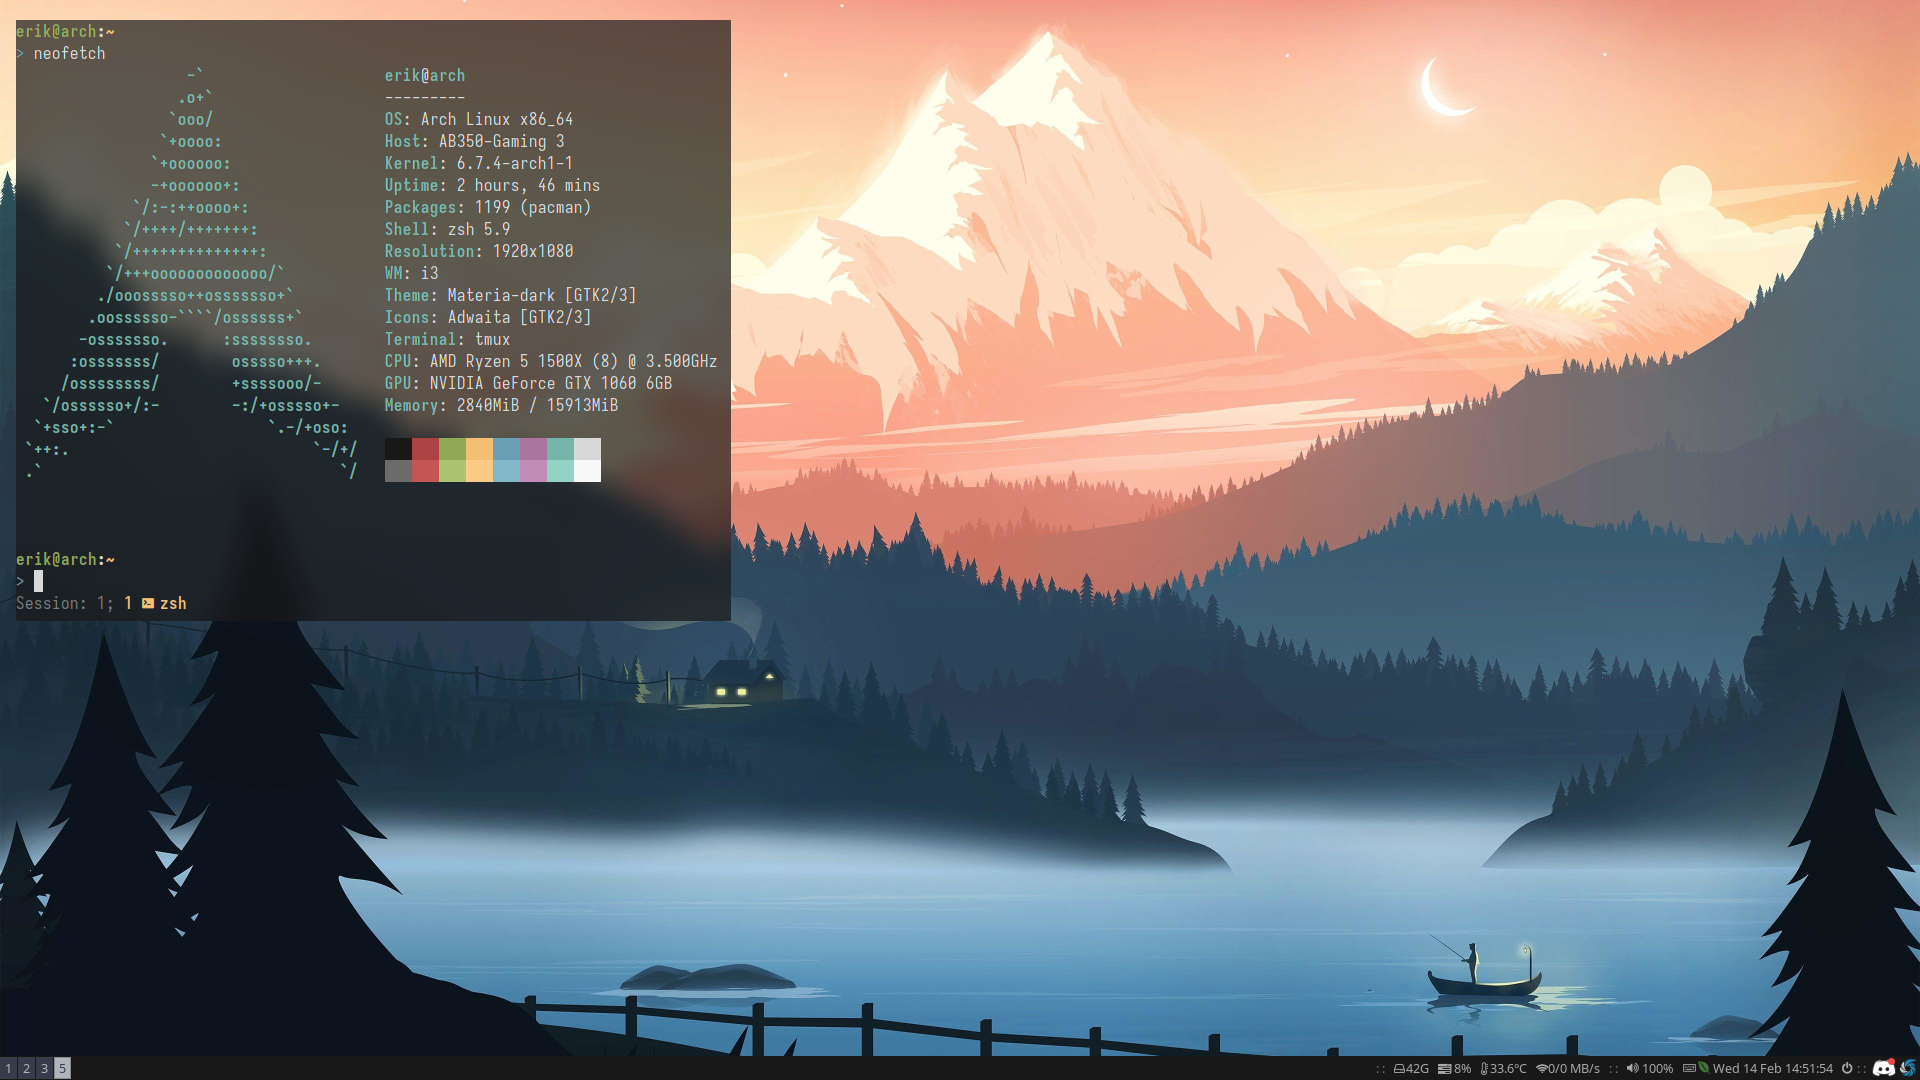 erik@arch:~
> neofetch
-`
.o+`
`ooo/
`+oooo:
`+oooooo:
-+oooooo+:
`/:-:++oooo+:
`/++++/+++++++:
`/++++++++++++++:
`/+++ooooooooooooo/`
./ooosssso++osssssso+`
.oossssso-````/ossssss+`
-osssssso.      :ssssssso.
:osssssss/        osssso+++.
/ossssssss/        +ssssooo/-
`/ossssso+/:-        -:/+osssso+-
`+sso+:-`                 `.-/+oso:
`++:.                           `-/+/
.`                                 `/
erik@arch
---------
OS: Arch Linux x86_64
Host: AB350-Gaming 3
Kernel: 6.7.4-arch1-1
Uptime: 2 hours, 46 mins
Packages: 1199 (pacman)
Shell: zsh 5.9
Resolution: 1920x1080
WM: i3
Theme: Materia-dark [GTK2/3]
Icons: Adwaita [GTK2/3]
Terminal: tmux
CPU: AMD Ryzen 5 1500X (8) @ 3.500GHz
GPU: NVIDIA GeForce GTX 1060 6GB
Memory: 2840MiB / 15913MiB
erik@arch:~
>
Session: 1; 1 zsh
1 2 3 5 :: 42G 8% 33.6°C 0/0 MB/s :: 100% Wed 14 Feb 14:51:54 ::